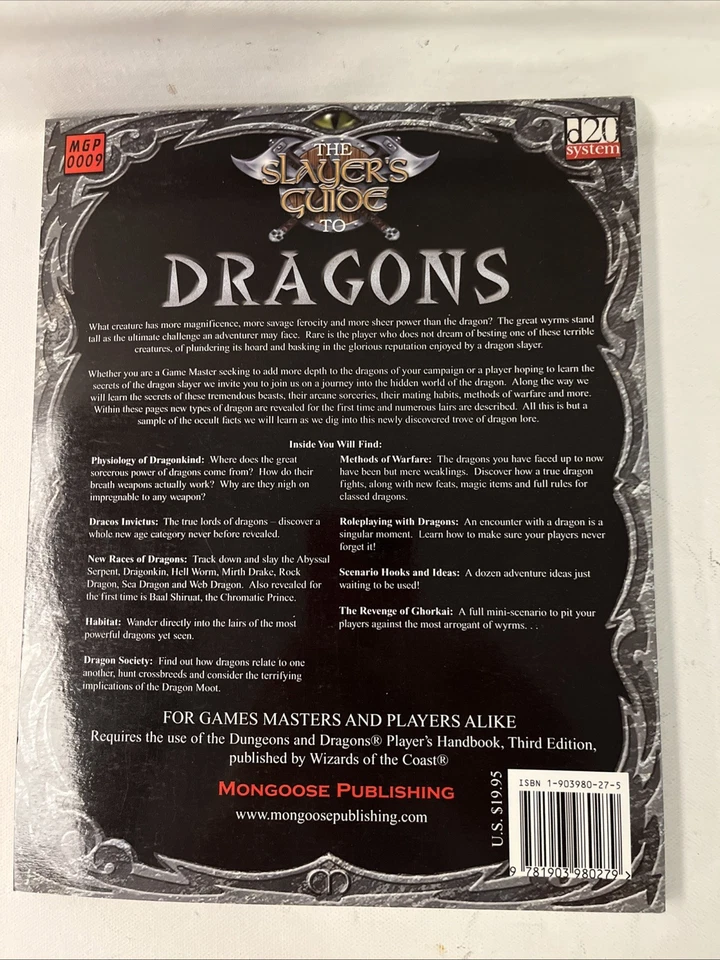 MGP
0009
d20
system
THE
SLAYER'S
GUIDE
TO
DRAGONS
What creature has more magnificence, more savage ferocity and more sheer power than the dragon? The great wyrms stand
tall as the ultimate challenge an adventurer may face. Rare is the player who does not dream of besting one of these terrible
creatures, of plundering its hoard and basking in the glorious reputation enjoyed by a dragon slayer.
Whether you are a Game Master seeking to add more depth to the dragons of your campaign or a player hoping to learn the
secrets of the dragon slayer we invite you to join us on a journey into the hidden world of the dragon. Along the way we
will learn the secrets of these tremendous beasts, their arcane sorceries, their mating habits, methods of warfare and more.
Within these pages new types of dragon are revealed for the first time and numerous lairs are described. All this is but a
sample of the occult facts we will learn as we dig into this newly discovered trove of dragon lore.
Inside You Will Find:
Physiology of Dragonkind: Where does the great
sorcerous power of dragons come from? How do their
breath weapons actually work? Why are they nigh on
impregnable to any weapon?
Dracos Invictus: The true lords of dragons – discover a
whole new age category never before revealed.
New Races of Dragons: Track down and slay the Abyssal
Serpent, Dragonkin, Hell Worm, Mirth Drake, Rock
Dragon, Sea Dragon and Web Dragon. Also revealed for
the first time is Baal Shiruat, the Chromatic Prince.
Habitat: Wander directly into the lairs of the most
powerful dragons yet seen.
Dragon Society: Find out how dragons relate to one
another, hunt crossbreeds and consider the terrifying
implications of the Dragon Moot.
Methods of Warfare: The dragons you have faced up to now
have been but mere weaklings. Discover how a true dragon
fights, along with new feats, magic items and full rules for
classed dragons.
Roleplaying with Dragons: An encounter with a dragon is a
singular moment. Learn how to make sure your players never
forget it!
Scenario Hooks and Ideas: A dozen adventure ideas just
waiting to be used!
The Revenge of Ghorkai: A full mini-scenario to pit your
players against the most arrogant of wyrms. . .
FOR GAMES MASTERS AND PLAYERS ALIKE
Requires the use of the Dungeons and Dragons® Player's Handbook, Third Edition,
published by Wizards of the Coast®
MONGOOSE PUBLISHING
www.mongoosepublishing.com
U.S. $19.95
ISBN 1-903980-27-5
9 781903 980279 >